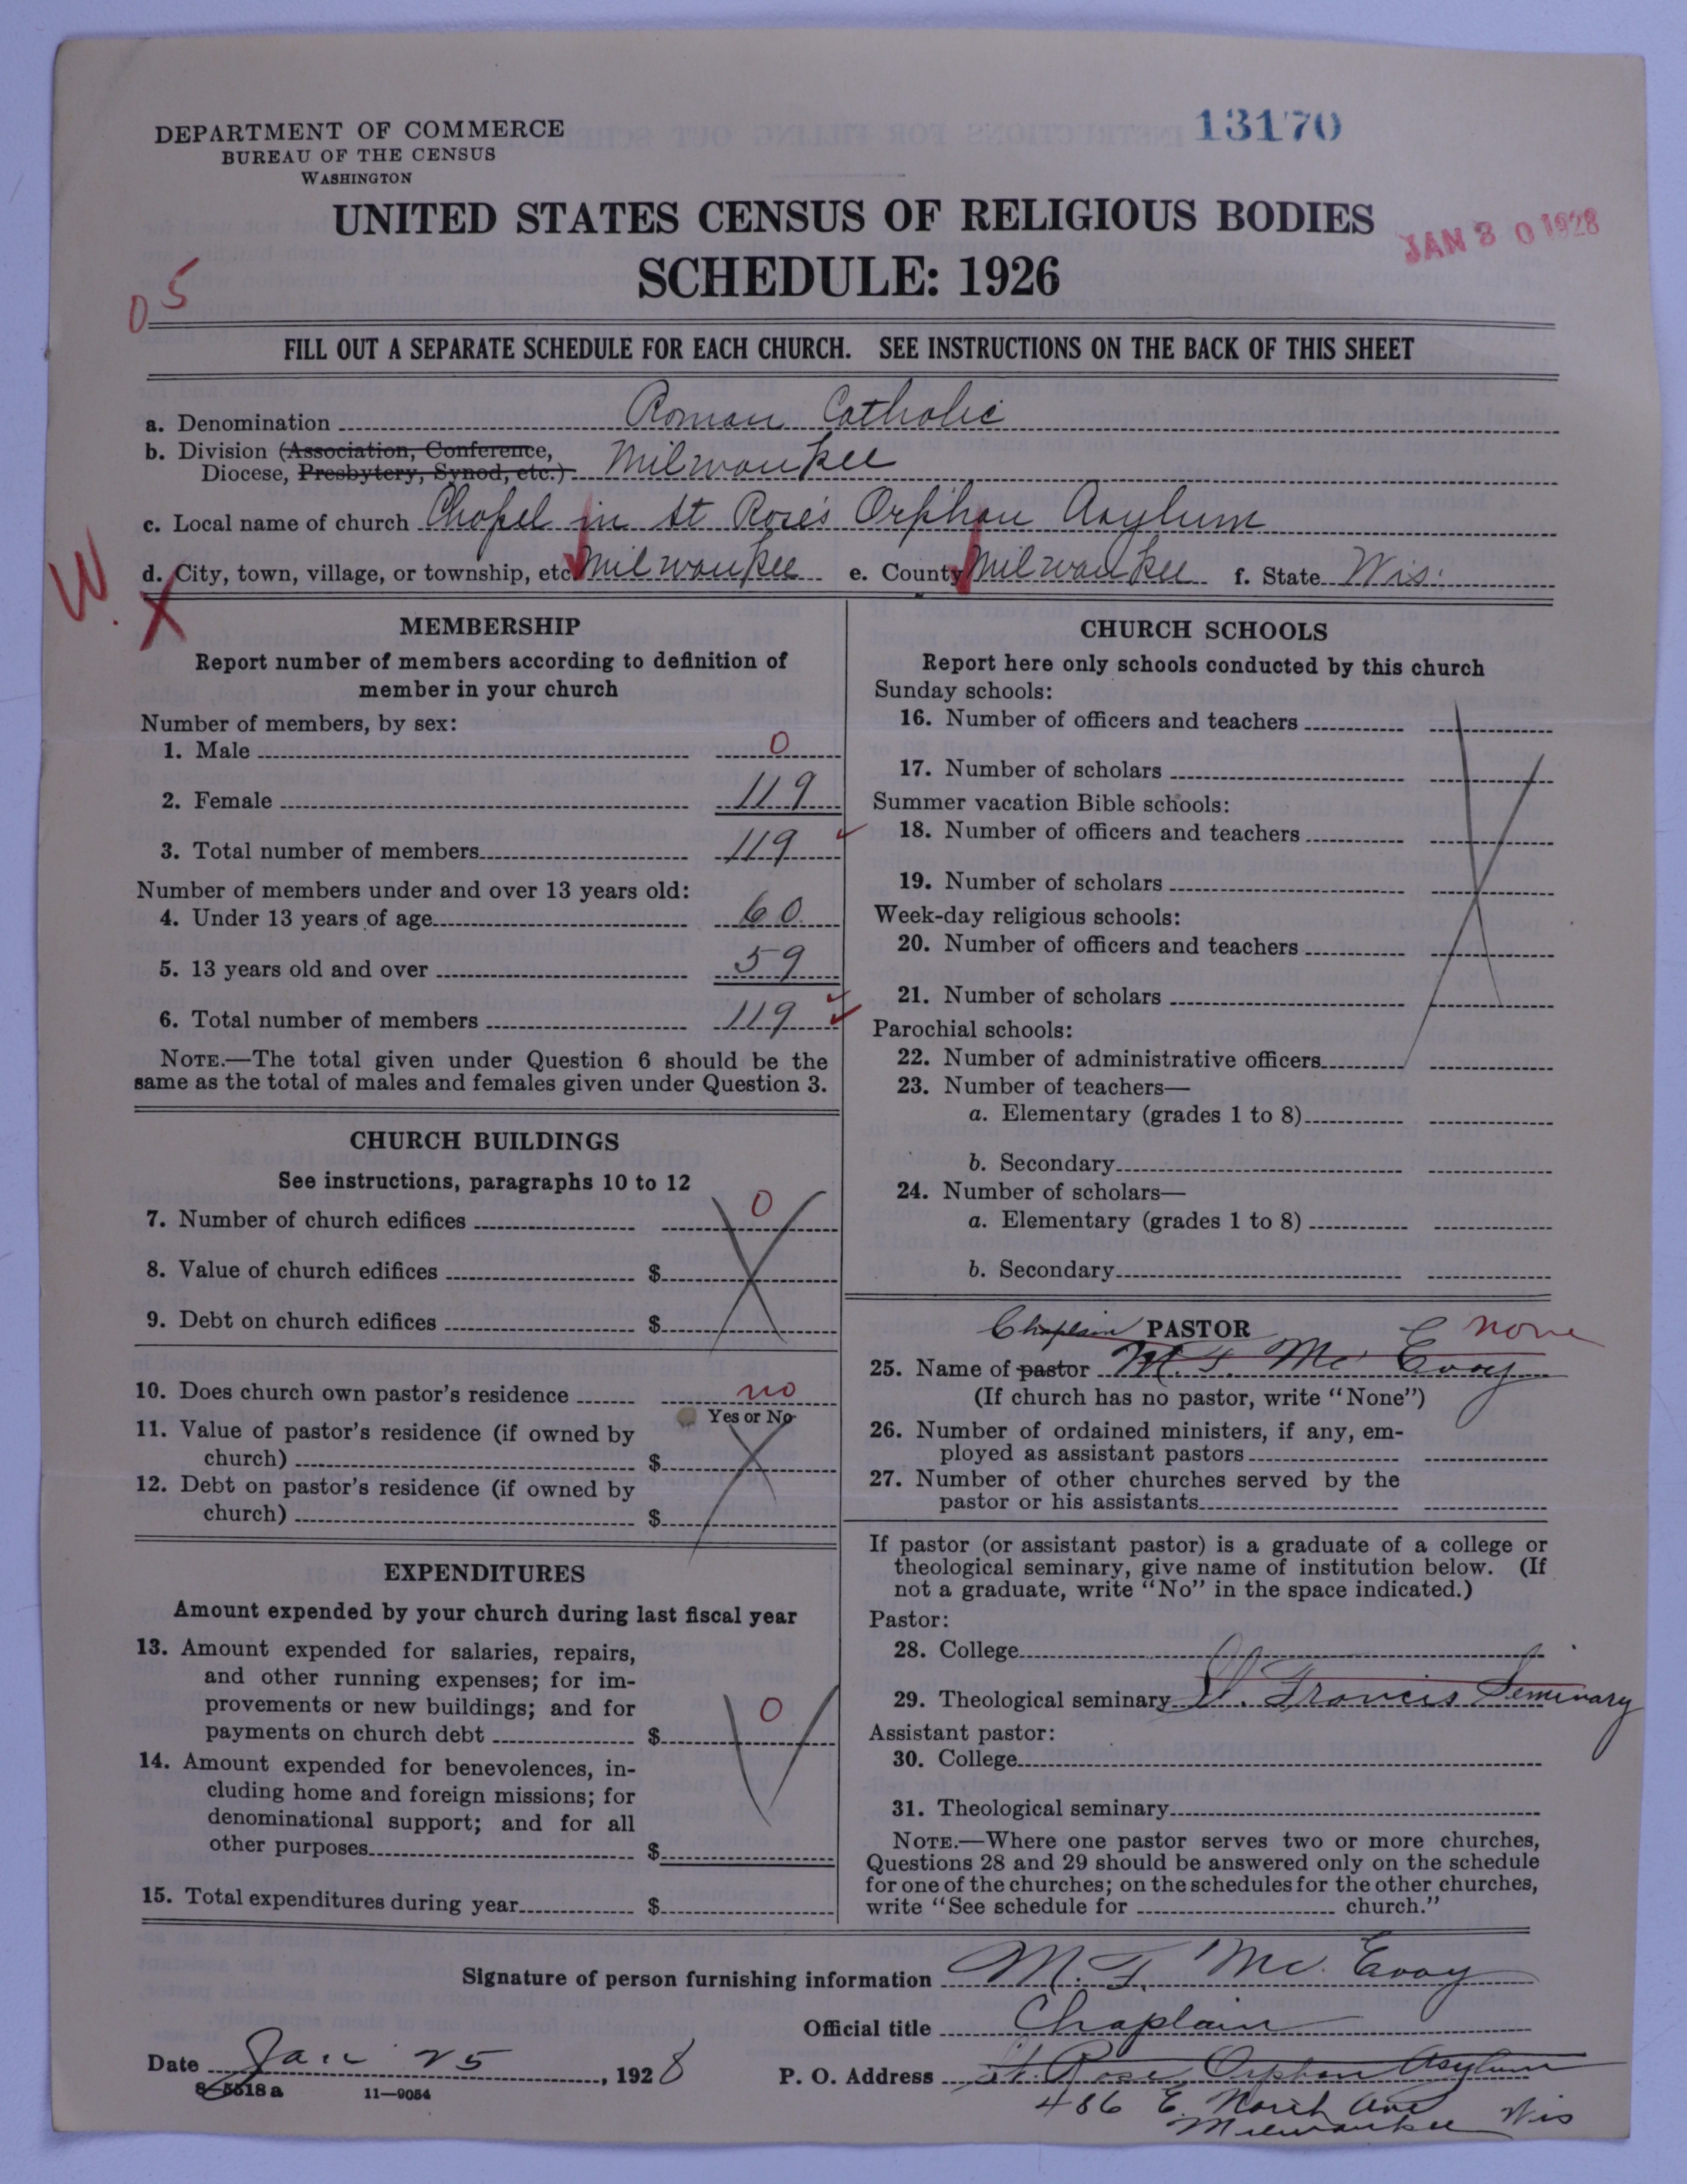 13170
DEPARTMENT OF COMMERCE
BUREAU OF THE CENSUS
WASHINGTON
UNITED STATES CENSUS OF RELIGIOUS BODIES
SCHEDULE: 1926
JAN 30 1928
05
FILL OUT A SEPARATE SCHEDULE FOR EACH CHURCH. SEE INSTRUCTIONS ON THE BACK OF THIS SHEET
a. Denomination Roman Catholic
b. Division (Association, Conference,
Diocese, Presbytery, Synod, etc.) Milwaukee
c. Local name of church Chapel in St Rose's Orphan Asylum
d. City, town, village, or township, etc. Milwaukee e. County Milwaukee f. State Wis.
W. X
MEMBERSHIP
Report number of members according to definition of
member in your church
Number of members, by sex:
1. Male 0
2. Female 119
3. Total number of members 119
Number of members under and over 13 years old:
4. Under 13 years of age 60
5. 13 years old and over 59
6. Total number of members 119
NOTE.—The total given under Question 6 should be the
same as the total of males and females given under Question 3.
CHURCH BUILDINGS
See instructions, paragraphs 10 to 12
7. Number of church edifices 0
8. Value of church edifices $
9. Debt on church edifices $
10. Does church own pastor's residence no
Yes or No
11. Value of pastor's residence (if owned by
church) $
12. Debt on pastor's residence (if owned by
church) $
EXPENDITURES
Amount expended by your church during last fiscal year
13. Amount expended for salaries, repairs,
and other running expenses; for im-
provements or new buildings; and for
payments on church debt $ 0
14. Amount expended for benevolences, in-
cluding home and foreign missions; for
denominational support; and for all
other purposes $
15. Total expenditures during year $
CHURCH SCHOOLS
Report here only schools conducted by this church
Sunday schools:
16. Number of officers and teachers
17. Number of scholars
Summer vacation Bible schools:
18. Number of officers and teachers
19. Number of scholars
Week-day religious schools:
20. Number of officers and teachers
21. Number of scholars
Parochial schools:
22. Number of administrative officers
23. Number of teachers—
a. Elementary (grades 1 to 8)
b. Secondary
24. Number of scholars—
a. Elementary (grades 1 to 8)
b. Secondary
Chaplain PASTOR none
25. Name of pastor M. F. Mc Evoy
(If church has no pastor, write "None")
26. Number of ordained ministers, if any, em-
ployed as assistant pastors
27. Number of other churches served by the
pastor or his assistants
If pastor (or assistant pastor) is a graduate of a college or
theological seminary, give name of institution below. (If
not a graduate, write "No" in the space indicated.)
Pastor:
28. College
29. Theological seminary St. Francis Seminary
Assistant pastor:
30. College
31. Theological seminary
NOTE.—Where one pastor serves two or more churches,
Questions 28 and 29 should be answered only on the schedule
for one of the churches; on the schedules for the other churches,
write "See schedule for church."
Signature of person furnishing information M. F. Mc. Evoy
Official title Chaplain
Date Jan 25, 1928 P. O. Address St. Rose Orphan Asylum
8-5518a 11-9054
486 E. North Ave
Milwaukee Wis